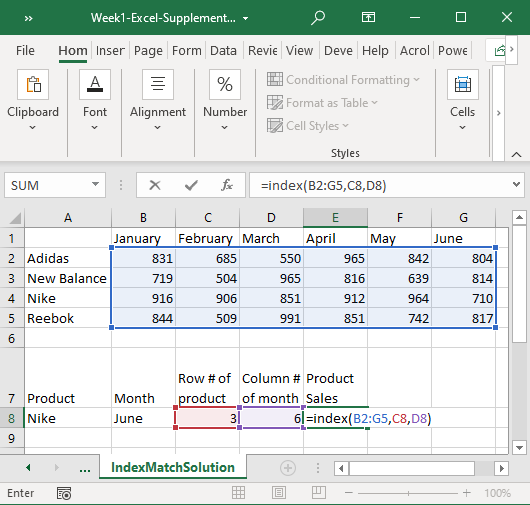 Week1-Excel-Supplement...
File Hom Inser Page Form Data Revie View Deve Help Acrol Powe
Clipboard
Font
Alignment
%
Number
Conditional Formatting
Format as Table
Cell Styles
Styles
Cells
SUM fx =index(B2:G5,C8,D8)
A B C D E F G
1 January February March April May June
2 Adidas 831 685 550 965 842 804
3 New Balance 719 504 965 816 639 814
4 Nike 916 906 851 912 964 710
5 Reebok 844 509 991 851 742 817
6
Row # of Column # Product
7 Product Month product of month Sales
8 Nike June 3 6 =index(B2:G5,C8,D8)
9
... IndexMatchSolution
Enter 100%